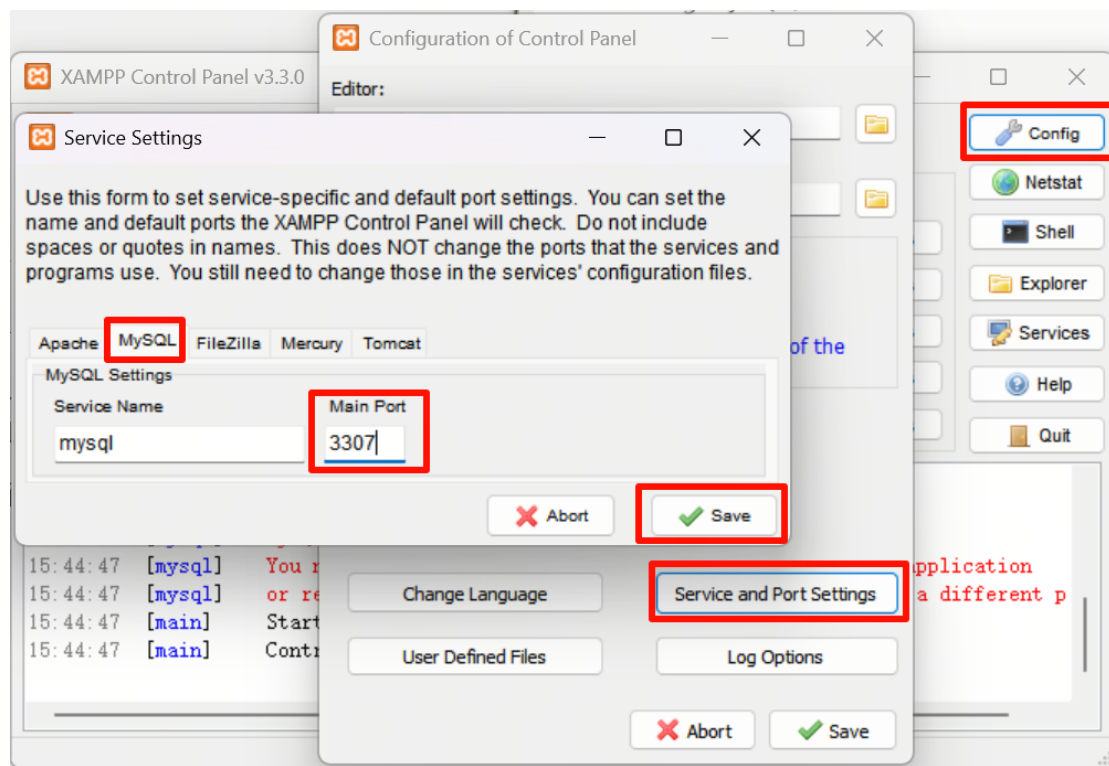 Configuration of Control Panel
XAMPP Control Panel v3.3.0
Editor:
Service Settings
Config
Netstat
Use this form to set service-specific and default port settings. You can set the
name and default ports the XAMPP Control Panel will check. Do not include
spaces or quotes in names. This does NOT change the ports that the services and
programs use. You still need to change those in the services' configuration files.
Shell
Explorer
Apache MySQL FileZilla Mercury Tomcat
of the
Services
MySQL Settings
Service Name Main Port
Help
mysql 3307
Quit
Abort Save
15:44:47 [mysql] You pplication
15:44:47 [mysql] or re a different p
15:44:47 [main] Start
15:44:47 [main] Contr
Change Language Service and Port Settings
User Defined Files Log Options
Abort Save